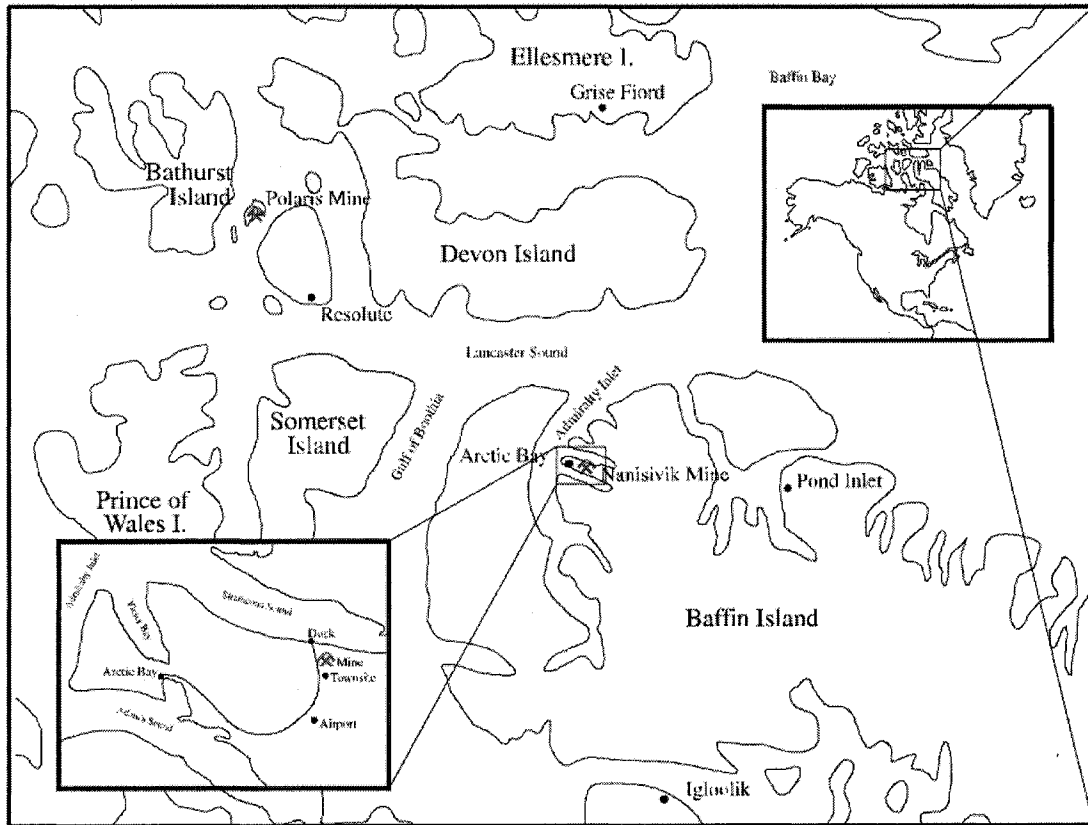 Ellesmere I.
Baffin Bay
Grise Fiord
Bathurst
Island
Polaris Mine
Devon Island
Resolute
Lancaster Sound
Admiralty Inlet
Somerset
Island
Gulf of Boothia
Arctic Bay
Nanisivik Mine
Pond Inlet
Prince of
Wales I.
Baffin Island
Admiralty Inlet
Strathcona Sound
Dock
Mine
Arctic Bay
Townsite
Adams Sound
Airport
Igloolik